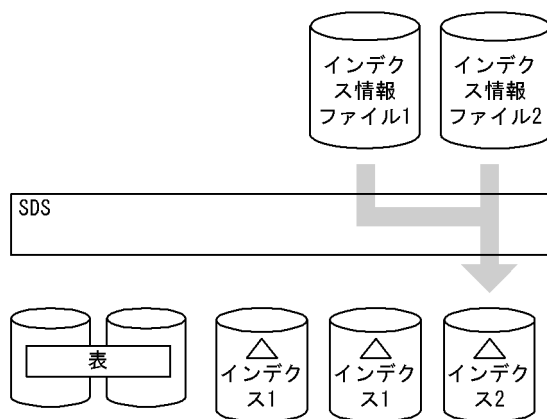 インデク
ス情報
ファイル1
インデク
ス情報
ファイル2
SDS
表
インデク
ス1
インデク
ス1
インデク
ス2